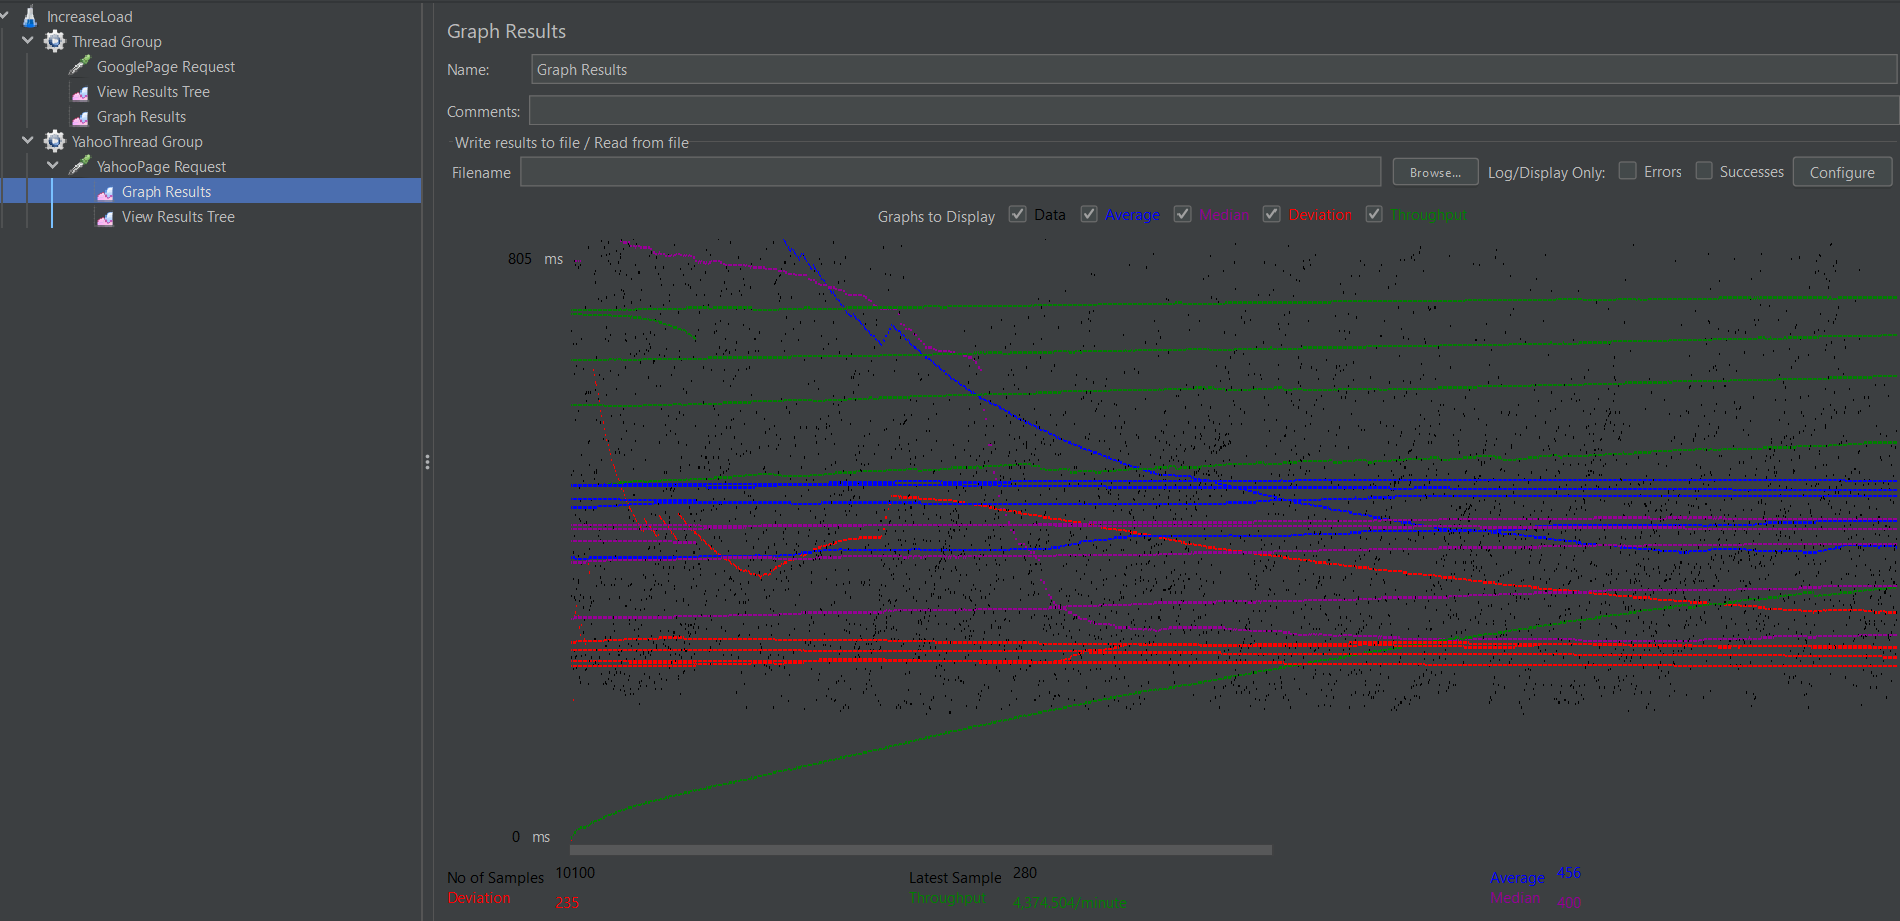 IncreaseLoad
Thread Group
GooglePage Request
View Results Tree
Graph Results
YahooThread Group
YahooPage Request
Graph Results
View Results Tree
Graph Results
Name: Graph Results
Comments:
Write results to file / Read from file
Filename Browse... Log/Display Only: Errors Successes Configure
Graphs to Display Data Average Median Deviation Throughput
805 ms
0 ms
No of Samples 10100 Latest Sample 280 Average 456
Deviation 235 Throughput 4,374.504/minute Median